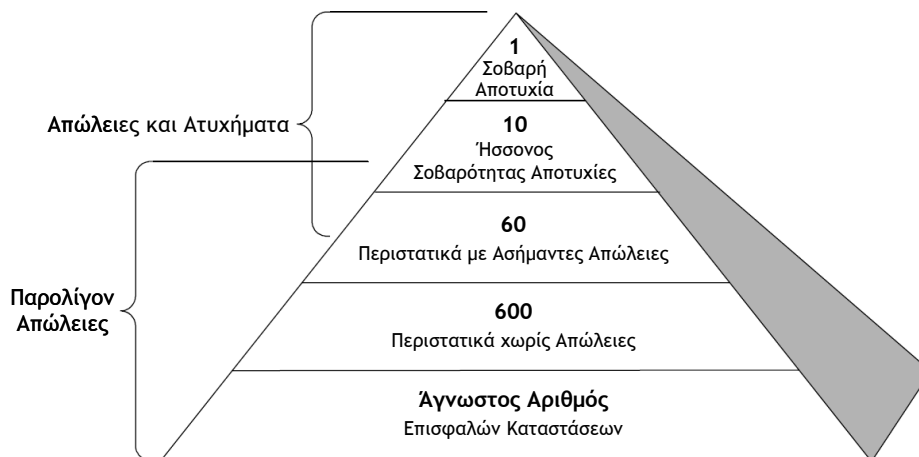 1
Σοβαρή
Αποτυχία
Απώλειες και Ατυχήματα
10
Ήσσονος
Σοβαρότητας Αποτυχίες
60
Περιστατικά με Ασήμαντες Απώλειες
Παρολίγον
Απώλειες
600
Περιστατικά χωρίς Απώλειες
Άγνωστος Αριθμός
Επισφαλών Καταστάσεων